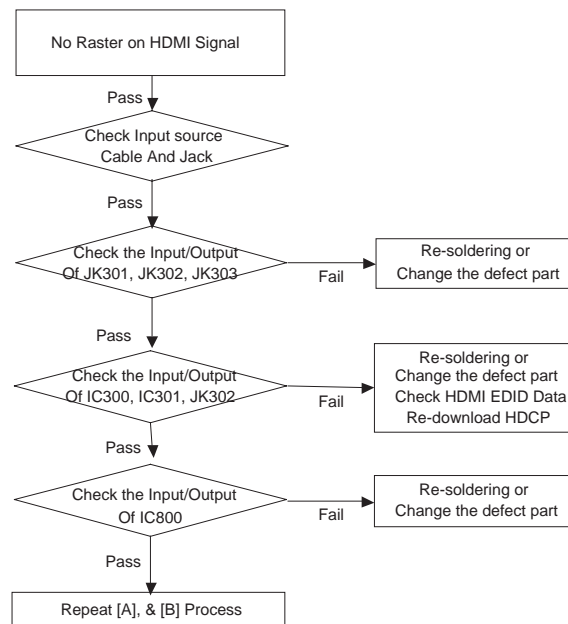 No Raster on HDMI Signal
Pass
Check Input source
Cable And Jack
Pass
Check the Input/Output
Of JK301, JK302, JK303
Fail
Re-soldering or
Change the defect part
Pass
Check the Input/Output
Of IC300, IC301, JK302
Fail
Re-soldering or
Change the defect part
Check HDMI EDID Data
Re-download HDCP
Pass
Check the Input/Output
Of IC800
Fail
Re-soldering or
Change the defect part
Pass
Repeat [A], & [B] Process